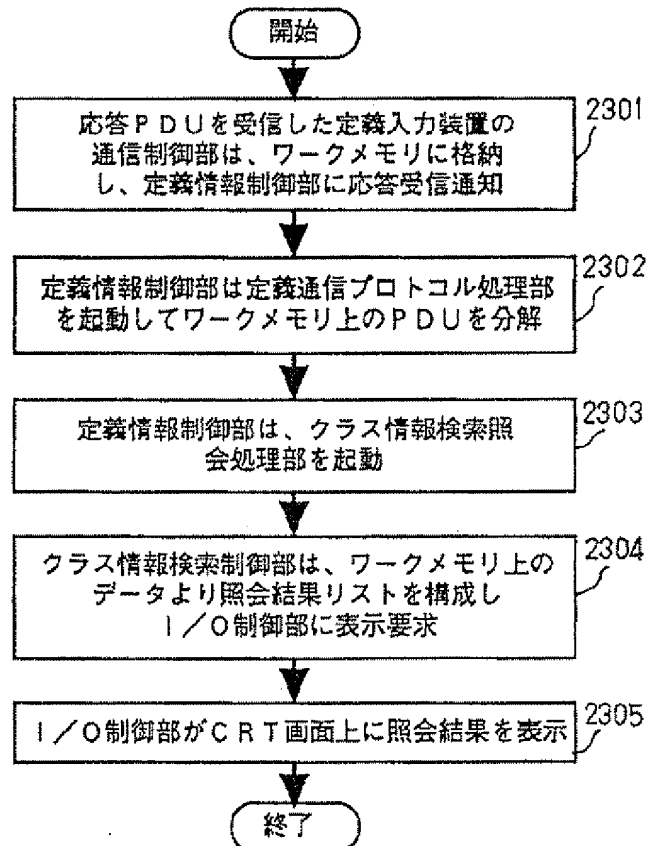 開始
応答ＰＤＵを受信した定義入力装置の
通信制御部は、ワークメモリに格納
し、定義情報制御部に応答受信通知
2301
定義情報制御部は定義通信プロトコル処理部
を起動してワークメモリ上のＰＤＵを分解
2302
定義情報制御部は、クラス情報検索照
会処理部を起動
2303
クラス情報検索制御部は、ワークメモリ上の
データより照会結果リストを構成し
Ｉ／Ｏ制御部に表示要求
2304
Ｉ／Ｏ制御部がＣＲＴ画面上に照会結果を表示
2305
終了